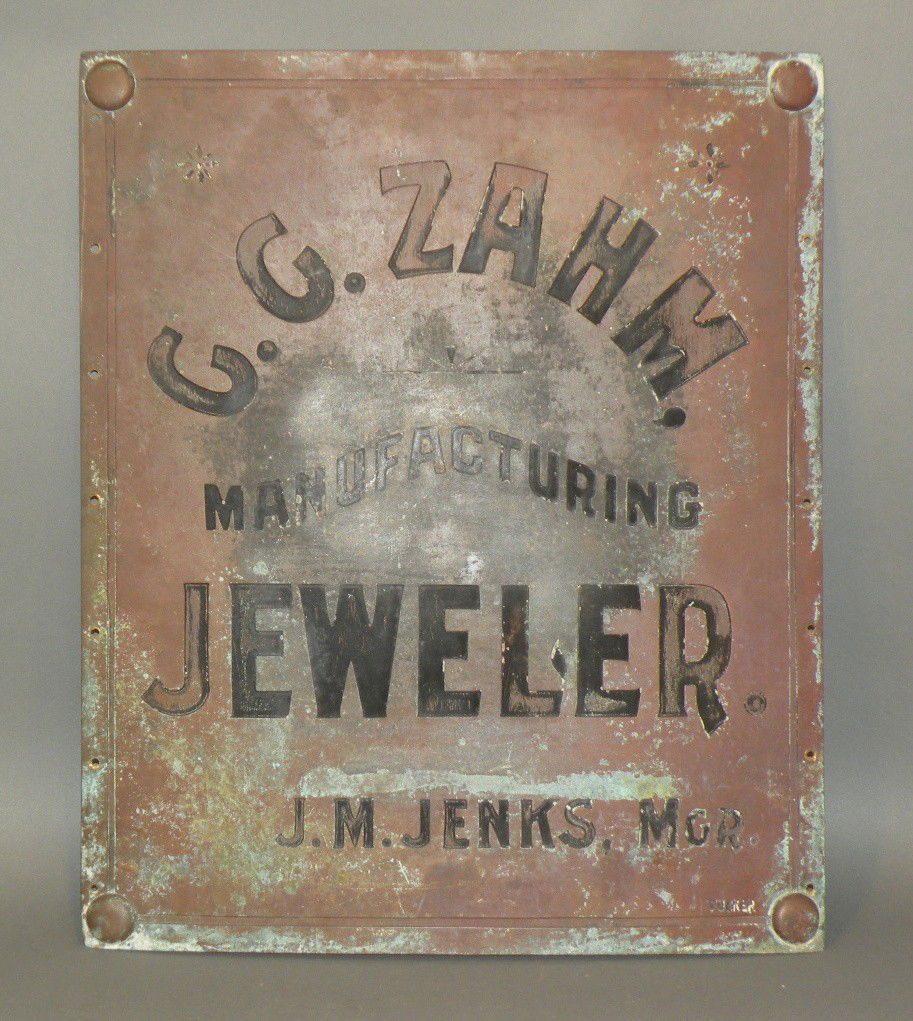 C. C. ZAHM,
MANUFACTURING
JEWELER.
J. M. JENKS, MGR.